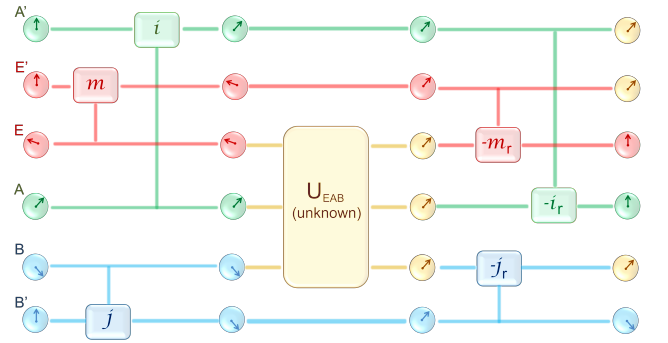 A'
i
E'
m
E
-m_r
U_EAB
(unknown)
A
-i_r
B
-j_r
B'
j